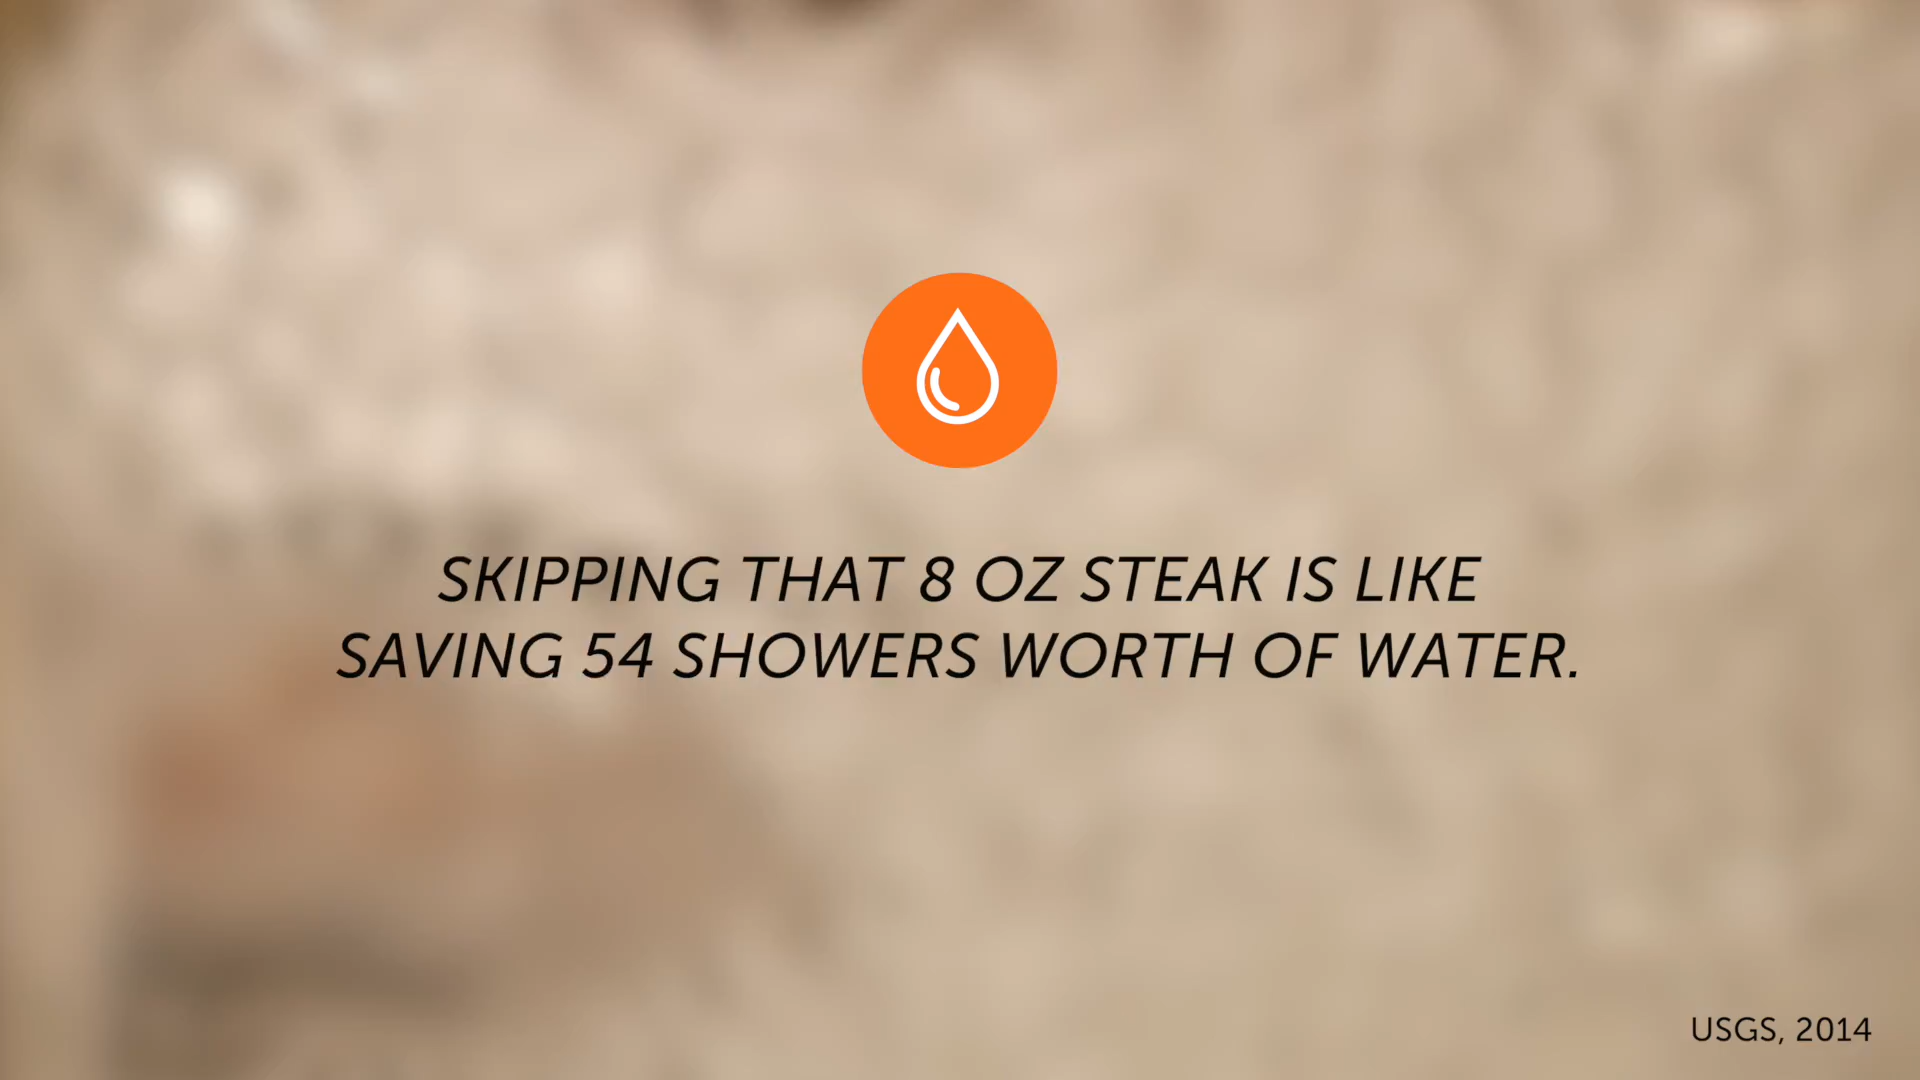 SKIPPING THAT 8 OZ STEAK IS LIKE
SAVING 54 SHOWERS WORTH OF WATER.
USGS, 2014